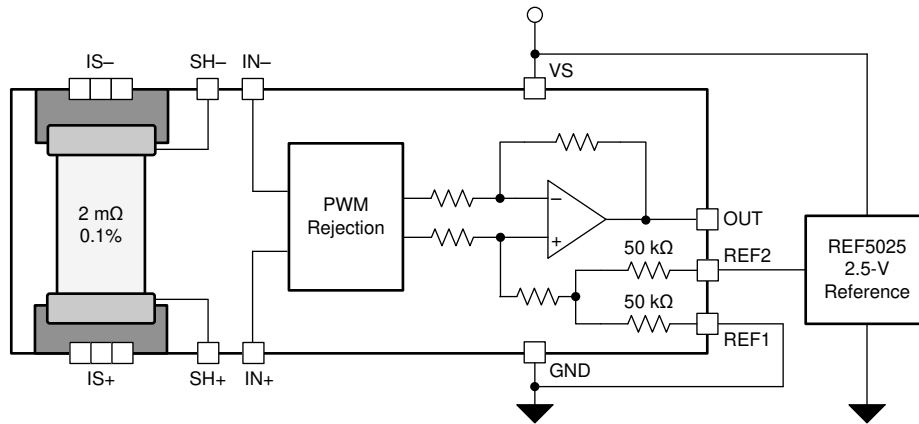 IS–
SH–
IN–
VS
2 mΩ
0.1%
PWM
Rejection
–
+
OUT
50 kΩ
REF2
50 kΩ
REF1
REF5025
2.5-V
Reference
GND
IS+
SH+
IN+